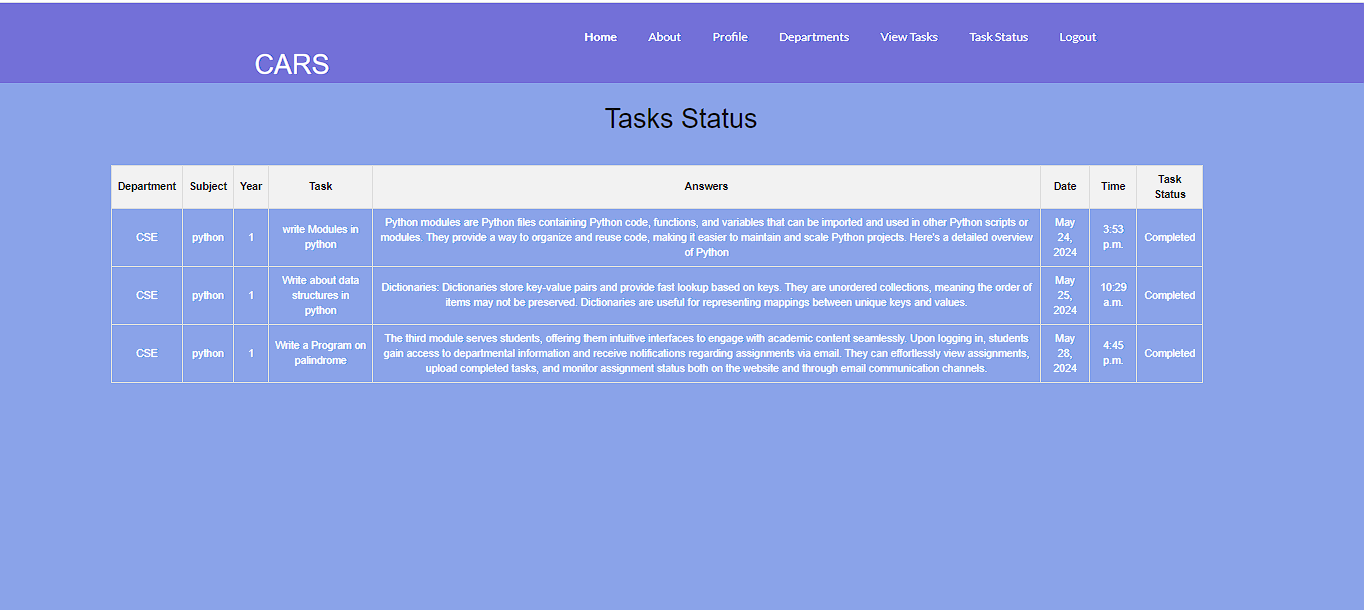 Home About Profile Departments View Tasks Task Status Logout
CARS
Tasks Status
Department Subject Year Task Answers Date Time Task
Status
CSE python 1
write Modules in
python
Python modules are Python files containing Python code, functions, and variables that can be imported and used in other Python scripts or
modules. They provide a way to organize and reuse code, making it easier to maintain and scale Python projects. Here's a detailed overview
of Python
May
24,
2024
3:53
p.m.
Completed
CSE python 1
Write about data
structures in
python
Dictionaries: Dictionaries store key-value pairs and provide fast lookup based on keys. They are unordered collections, meaning the order of
items may not be preserved. Dictionaries are useful for representing mappings between unique keys and values.
May
25,
2024
10:29
a.m.
Completed
CSE python 1
Write a Program on
palindrome
The third module serves students, offering them intuitive interfaces to engage with academic content seamlessly. Upon logging in, students
gain access to departmental information and receive notifications regarding assignments via email. They can effortlessly view assignments,
upload completed tasks, and monitor assignment status both on the website and through email communication channels.
May
28,
2024
4:45
p.m.
Completed